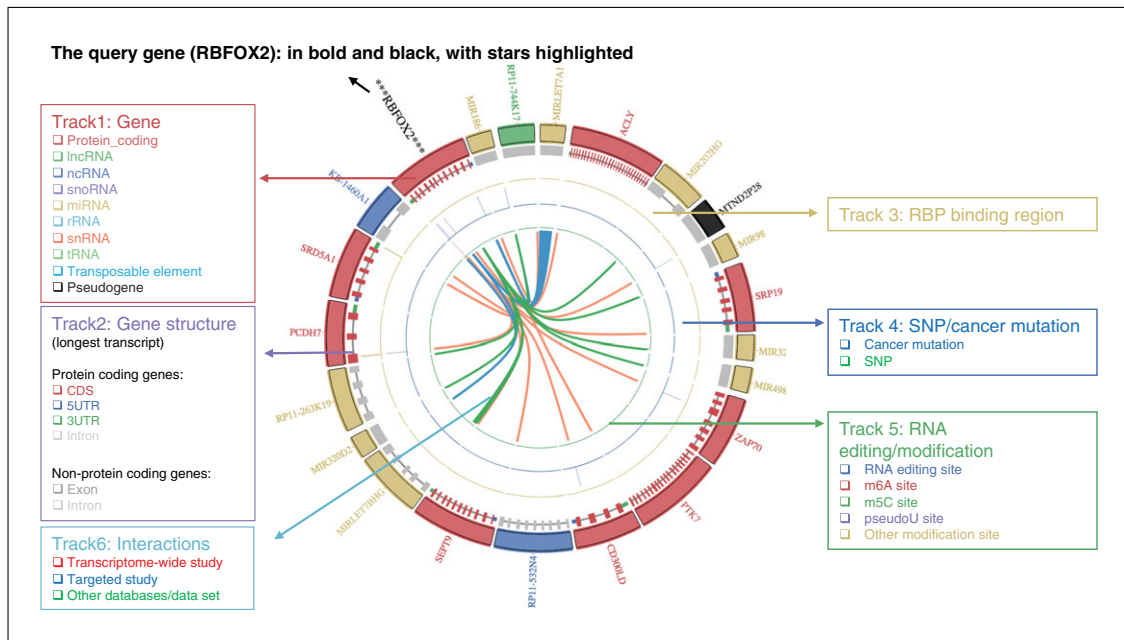 The query gene (RBFOX2): in bold and black, with stars highlighted
Track1: Gene
Protein_coding
lncRNA
ncRNA
snoRNA
miRNA
rRNA
snRNA
tRNA
Transposable element
Pseudogene
Track2: Gene structure
(longest transcript)
Protein coding genes:
CDS
5UTR
3UTR
Intron
Non-protein coding genes:
Exon
Intron
Track6: Interactions
Transcriptome-wide study
Targeted study
Other databases/data set
***RBFOX2***
MIR186
RP11-744K17
MIRLET7A1
ACLY
MIR202HG
MTND2P28
MIR98
SRP19
MIR32
MIR498
ZAP70
PTK7
CD300LD
RP11-532N4
SEPT9
MIRLET7BHG
MIR320D2
RP11-263K19
PCDH7
SRD5A1
KB-1460A1
Track 3: RBP binding region
Track 4: SNP/cancer mutation
Cancer mutation
SNP
Track 5: RNA
editing/modification
RNA editing site
m6A site
m5C site
pseudoU site
Other modification site